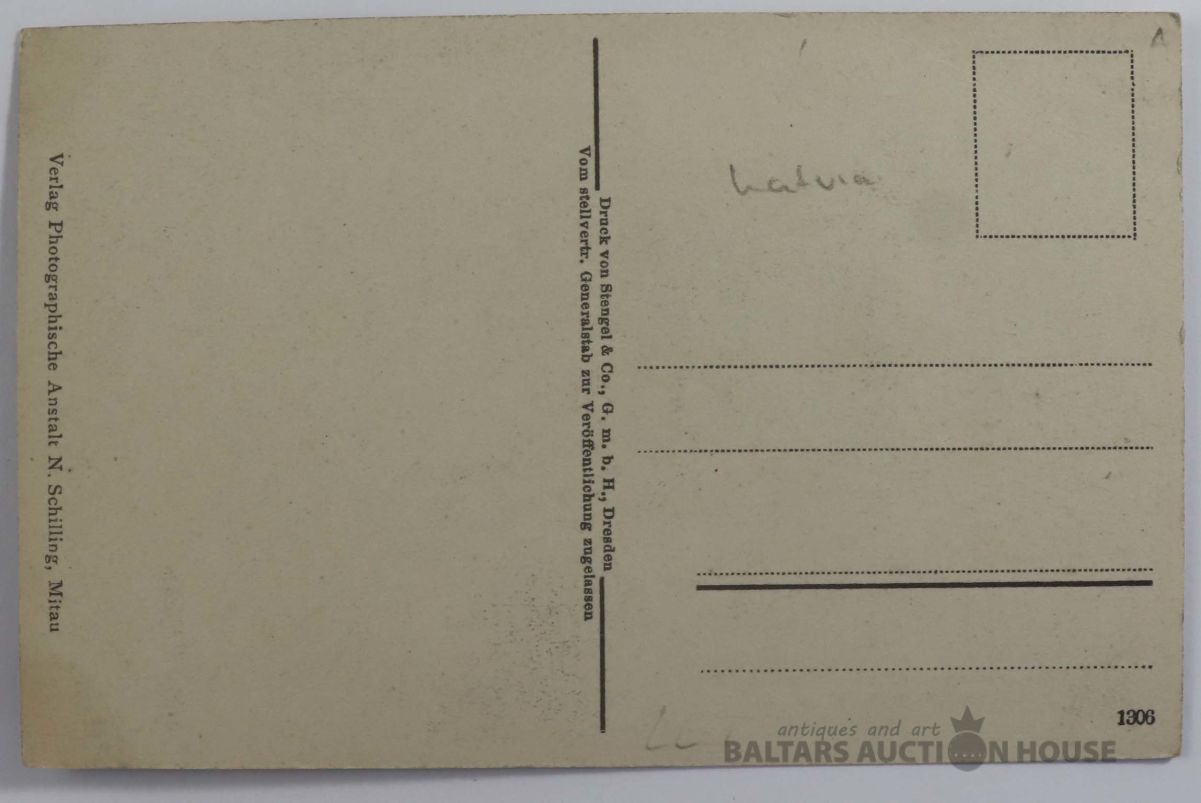 Verlag Photographische Anstalt N. Schilling, Mitau
Druck von Stengel & Co., G. m. b. H., Dresden
Vom stellvertr. Generalstab zur Veröffentlichung zugelassen
Latvia
1306
antiques and art
BALTARS AUCTION HOUSE